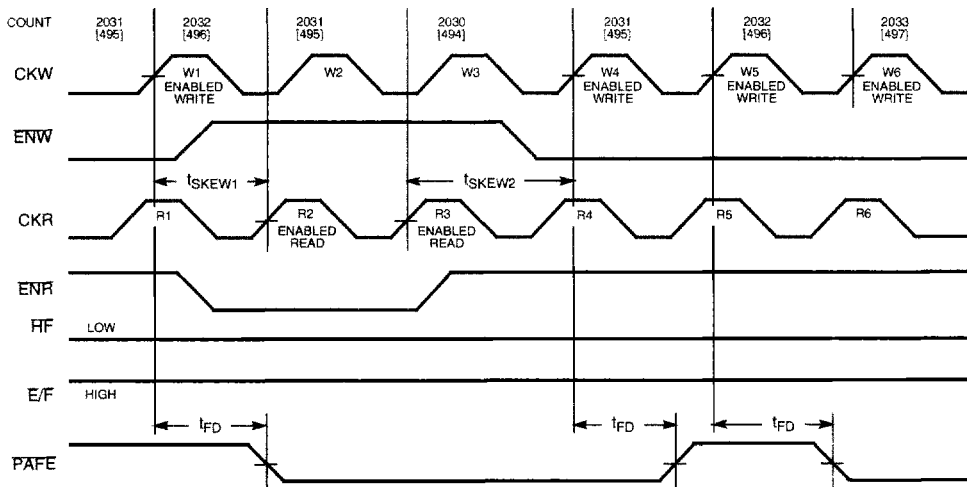 COUNT 2031 2032 2031 2030 2031 2032 2033
[495] [496] [495] [494] [495] [496] [497]
CKW W1 W2 W3 W4 W5 W6
ENABLED WRITE ENABLED WRITE ENABLED WRITE ENABLED WRITE
ENW
tSKEW1 tSKEW2
CKR R1 R2 R3 R4 R5 R6
ENABLED READ ENABLED READ
ENR
HF LOW
E/F HIGH
tFD tFD tFD
PAFE